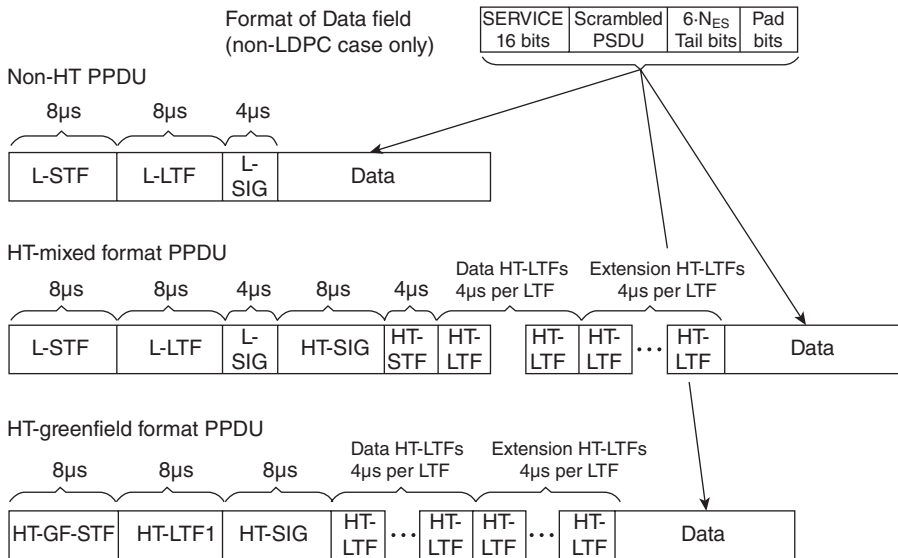 Format of Data field
(non-LDPC case only)
SERVICE
16 bits
Scrambled
PSDU
6·N_ES
Tail bits
Pad
bits
Non-HT PPDU
8μs
8μs
4μs
L-STF
L-LTF
L-
SIG
Data
HT-mixed format PPDU
Data HT-LTFs
4μs per LTF
Extension HT-LTFs
4μs per LTF
8μs
8μs
4μs
8μs
4μs
L-STF
L-LTF
L-
SIG
HT-SIG
HT-
STF
HT-
LTF
HT-
LTF
HT-
LTF
...
HT-
LTF
Data
HT-greenfield format PPDU
Data HT-LTFs
4μs per LTF
Extension HT-LTFs
4μs per LTF
8μs
8μs
8μs
HT-GF-STF
HT-LTF1
HT-SIG
HT-
LTF
...
HT-
LTF
HT-
LTF
...
HT-
LTF
Data